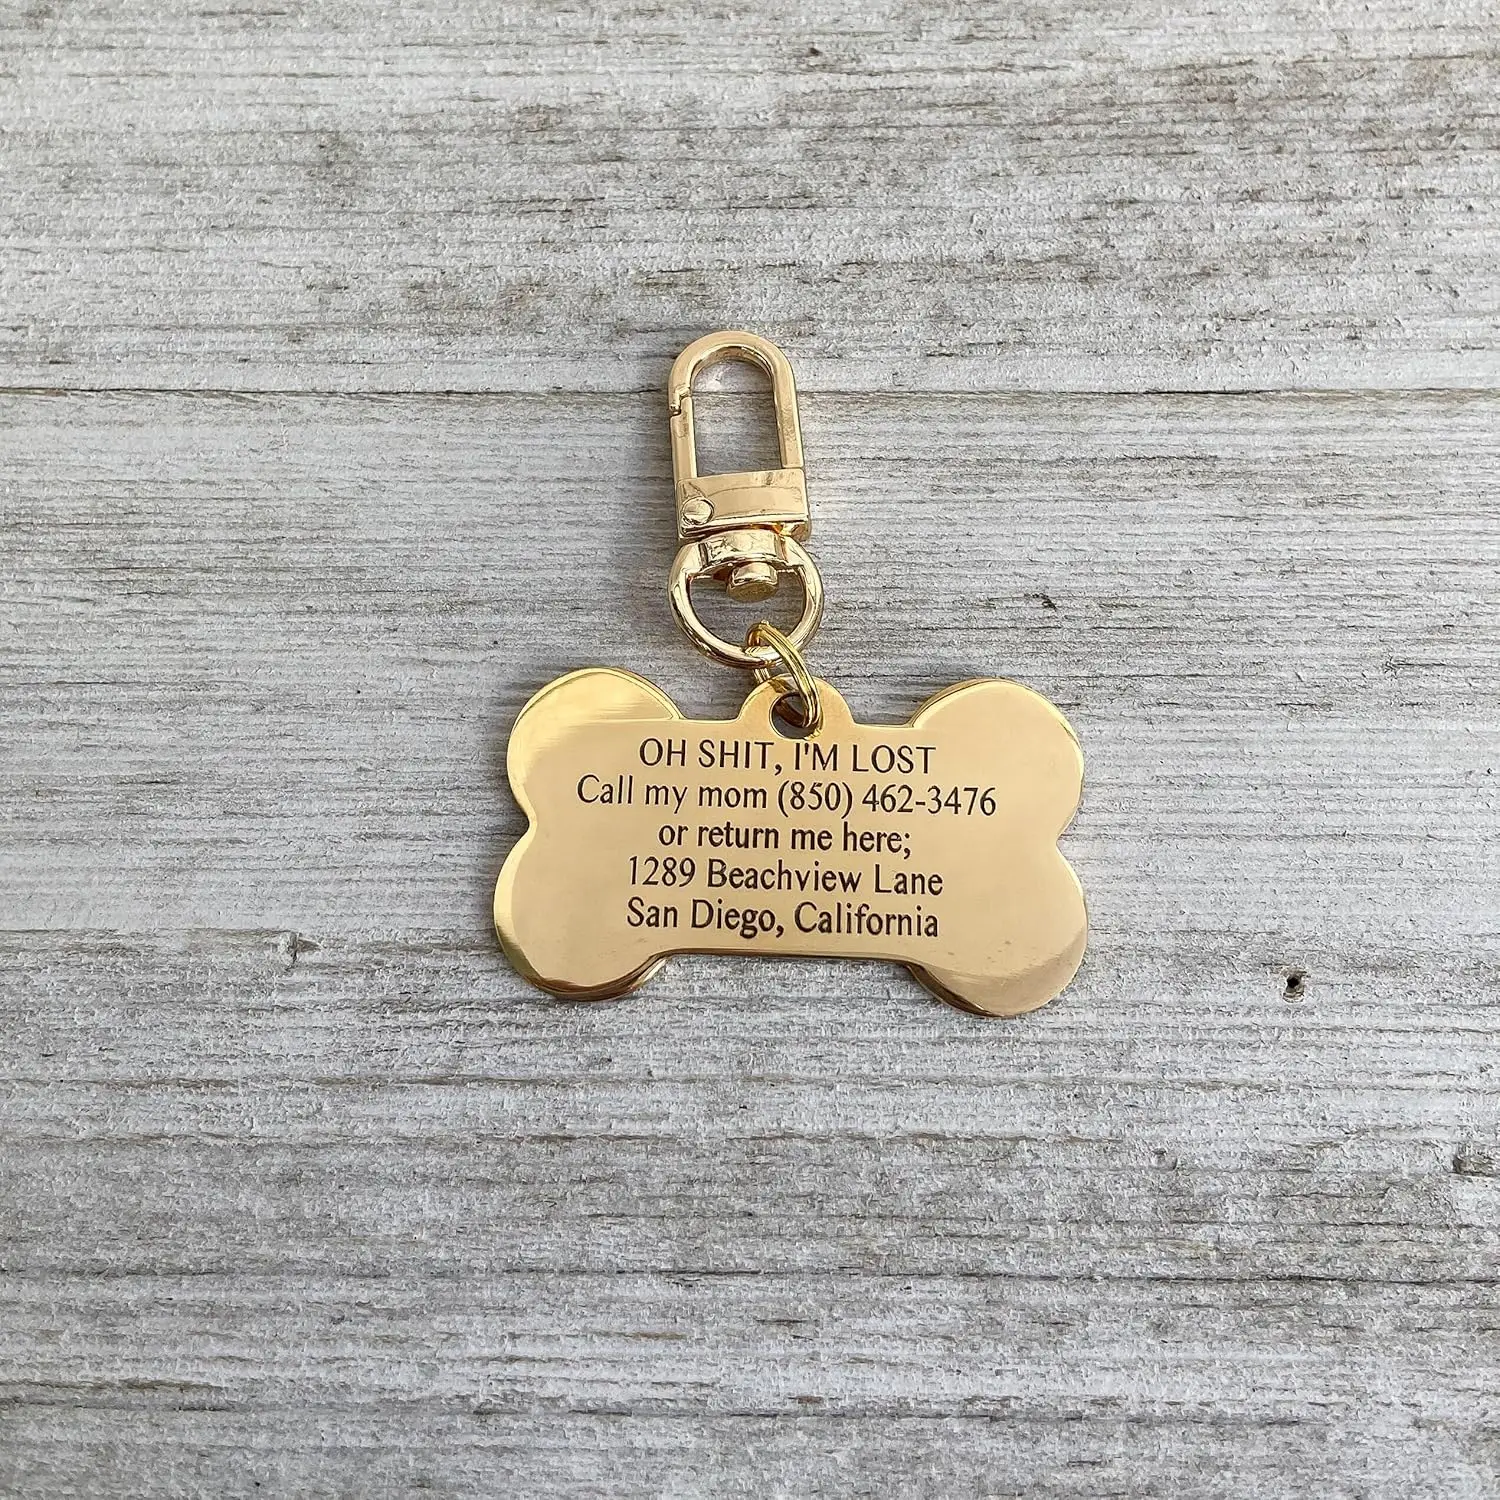 OH SHIT, I'M LOST
Call my mom (850) 462-3476
or return me here;
1289 Beachview Lane
San Diego, California